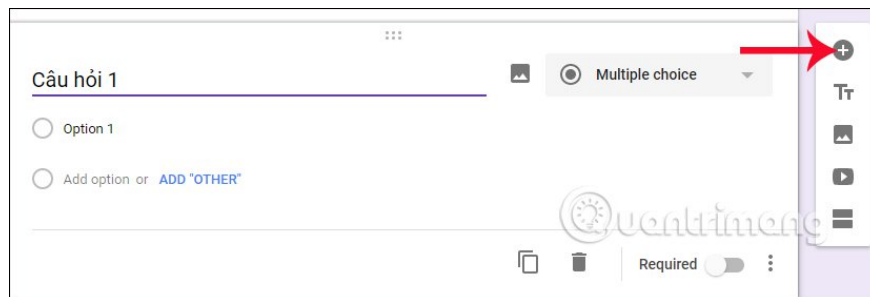 Câu hỏi 1
Multiple choice
Option 1
Add option or ADD "OTHER"
Quantrimang
Required